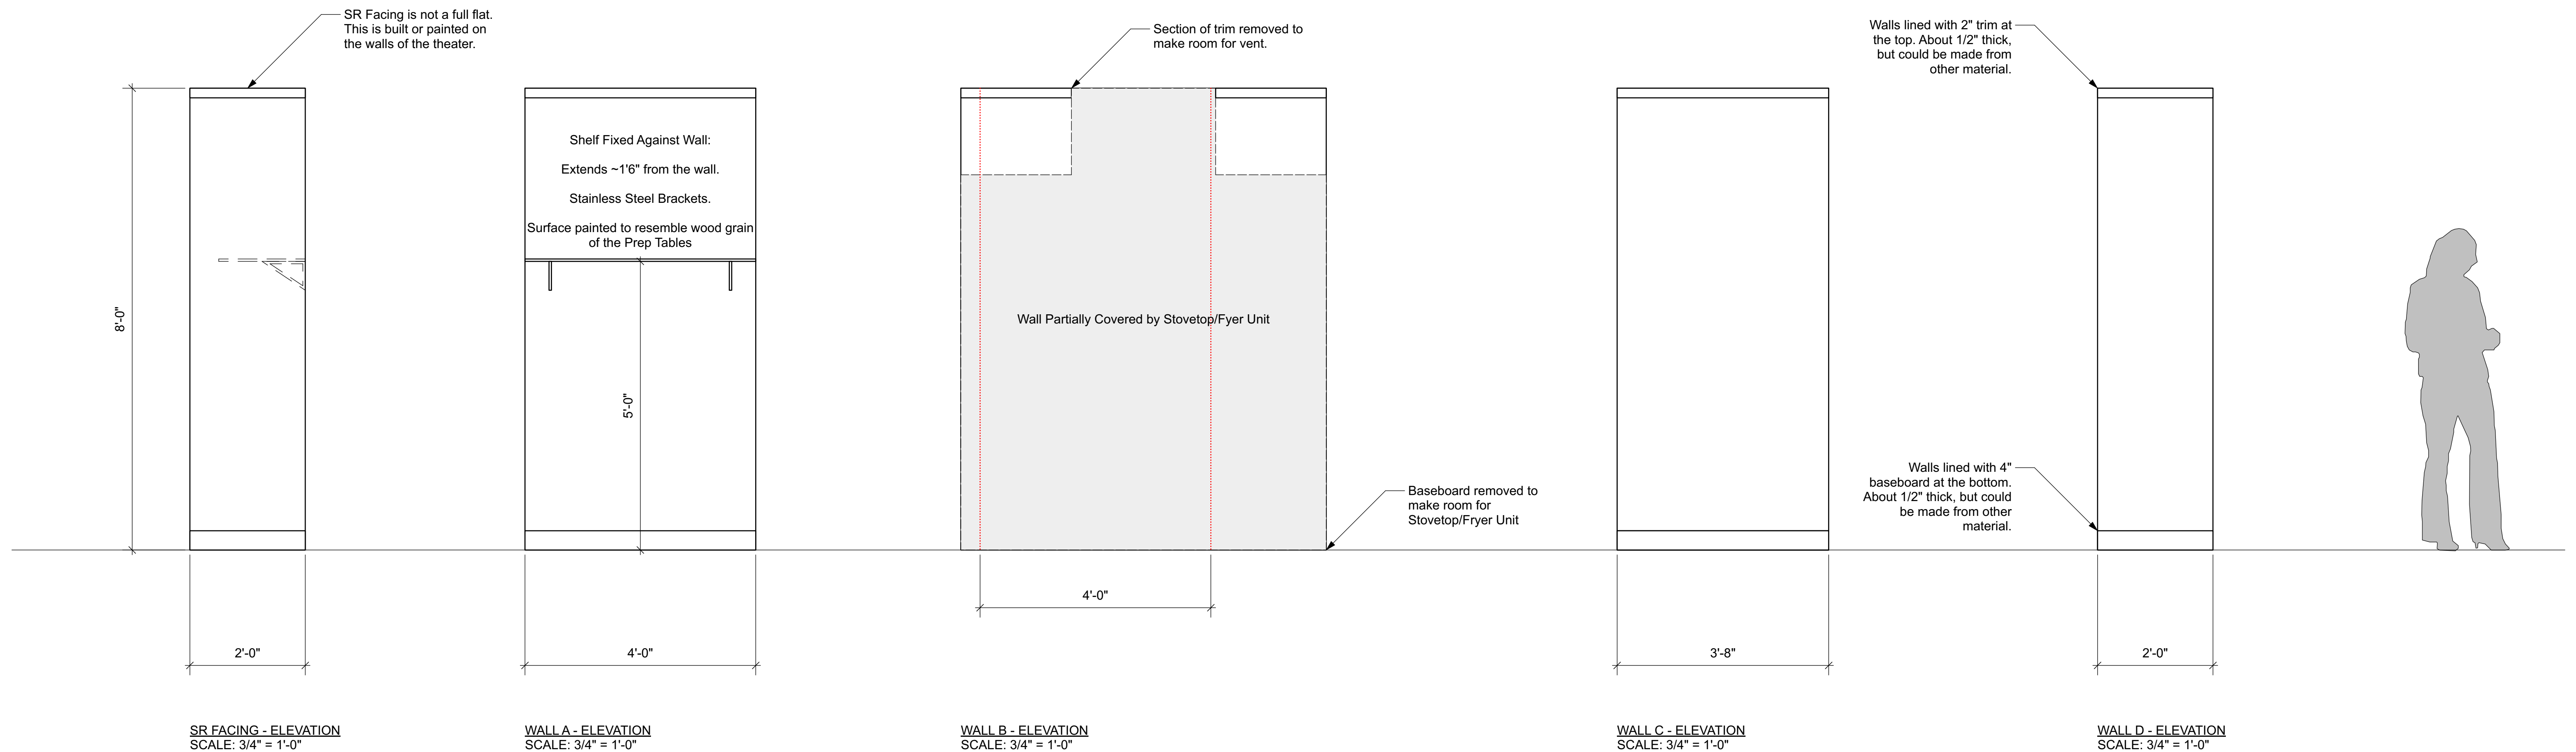 SR Facing is not a full flat.
This is built or painted on
the walls of the theater.
Section of trim removed to
make room for vent.
Walls lined with 2" trim at
the top. About 1/2" thick,
but could be made from
other material.
8'-0"
Shelf Fixed Against Wall:
Extends ~1'6" from the wall.
Stainless Steel Brackets.
Surface painted to resemble wood grain
of the Prep Tables
5'-0"
Wall Partially Covered by Stovetop/Fyer Unit
Baseboard removed to
make room for
Stovetop/Fryer Unit
Walls lined with 4"
baseboard at the bottom.
About 1/2" thick, but could
be made from other
material.
2'-0"
4'-0"
4'-0"
3'-8"
2'-0"
SR FACING - ELEVATION
SCALE: 3/4" = 1'-0"
WALL A - ELEVATION
SCALE: 3/4" = 1'-0"
WALL B - ELEVATION
SCALE: 3/4" = 1'-0"
WALL C - ELEVATION
SCALE: 3/4" = 1'-0"
WALL D - ELEVATION
SCALE: 3/4" = 1'-0"